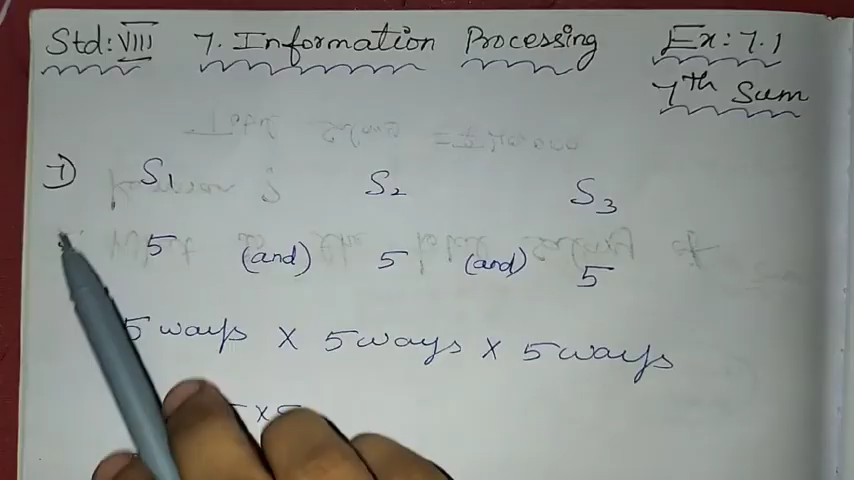 Std: VIII 7. Information Processing Ex: 7.1
7th Sum
7) S1 S2 S3
5 (and) 5 (and) 5
5 ways x 5 ways x 5 ways